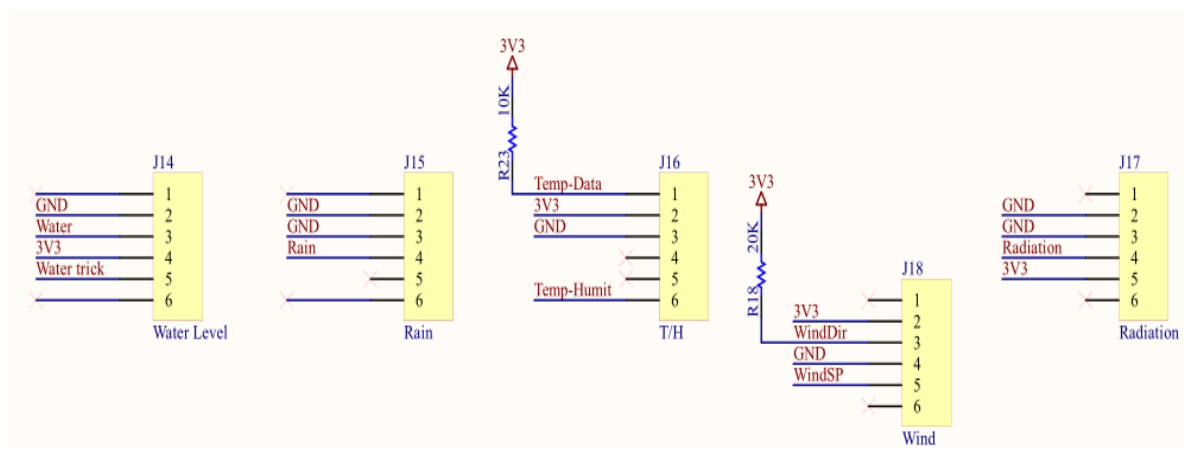 J14
1
GND
2
Water
3
3V3
4
Water trick
5
6
Water Level
J15
1
GND
2
GND
3
Rain
4
5
6
Rain
3V3
10K
R23
J16
Temp-Data
1
3V3
2
GND
3
4
5
Temp-Humit
6
T/H
3V3
20K
R18
J18
1
3V3
2
WindDir
3
GND
4
WindSP
5
6
Wind
J17
1
GND
2
GND
3
Radiation
4
3V3
5
6
Radiation